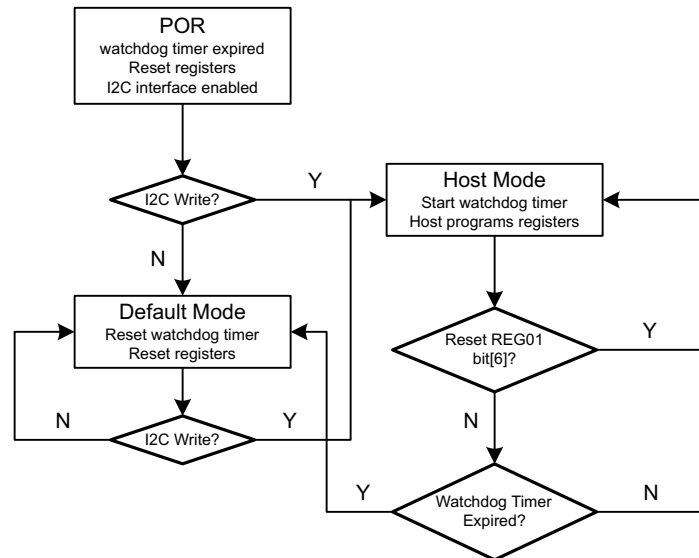 POR
watchdog timer expired
Reset registers
I2C interface enabled
I2C Write?
Y
N
Host Mode
Start watchdog timer
Host programs registers
Default Mode
Reset watchdog timer
Reset registers
Reset REG01
bit[6]?
Y
N
I2C Write?
N
Y
Watchdog Timer
Expired?
Y
N